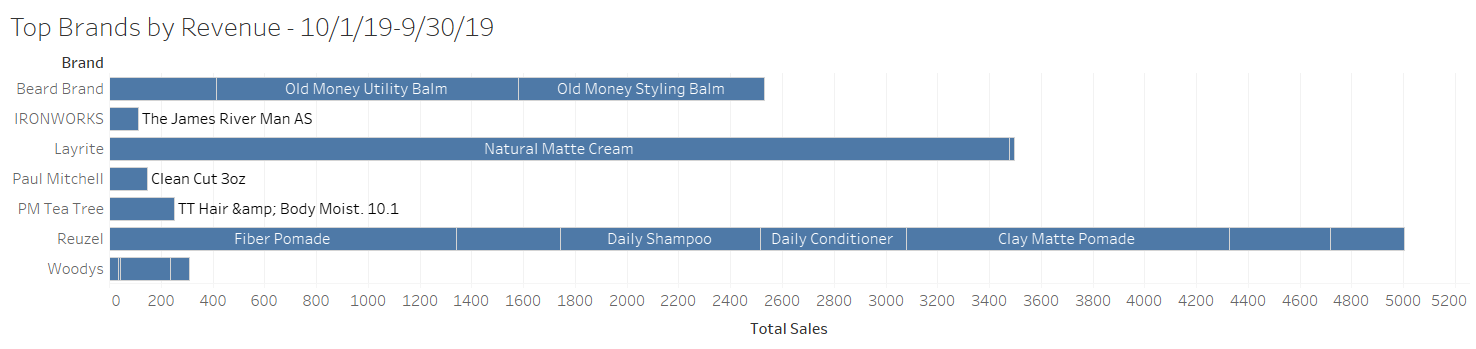 Top Brands by Revenue - 10/1/19-9/30/19
Brand
Beard Brand Old Money Utility Balm Old Money Styling Balm
IRONWORKS The James River Man AS
Layrite Natural Matte Cream
Paul Mitchell Clean Cut 3oz
PM Tea Tree TT Hair &amp; Body Moist. 10.1
Reuzel Fiber Pomade Daily Shampoo Daily Conditioner Clay Matte Pomade
Woodys
0 200 400 600 800 1000 1200 1400 1600 1800 2000 2200 2400 2600 2800 3000 3200 3400 3600 3800 4000 4200 4400 4600 4800 5000 5200
Total Sales